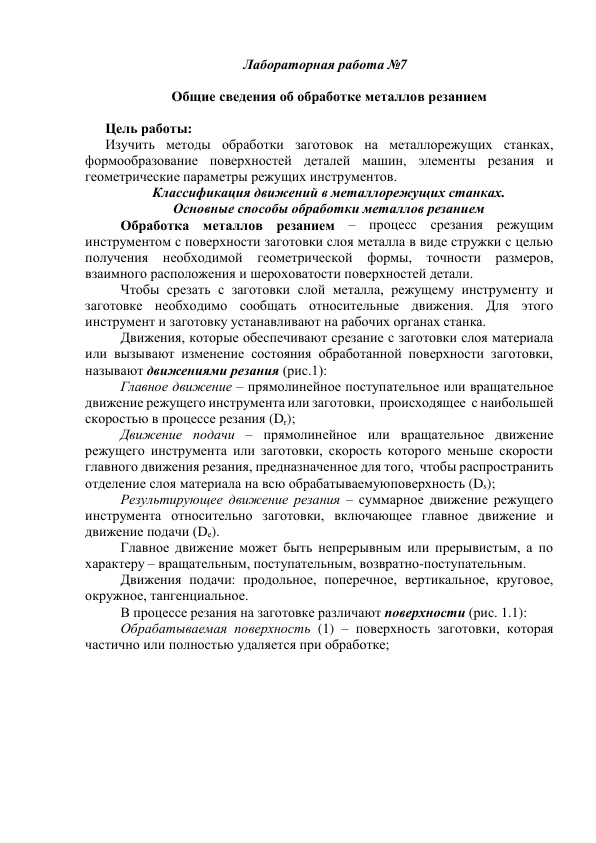 Лабораторная работа №7
Общие сведения об обработке металлов резанием
Цель работы:
Изучить методы обработки заготовок на металлорежущих станках,
формообразование поверхностей деталей машин, элементы резания и
геометрические параметры режущих инструментов.
Классификация движений в металлорежущих станках.
Основные способы обработки металлов резанием
Обработка металлов резанием – процесс срезания режущим
инструментом с поверхности заготовки слоя металла в виде стружки с целью
получения необходимой геометрической формы, точности размеров,
взаимного расположения и шероховатости поверхностей детали.
Чтобы срезать с заготовки слой металла, режущему инструменту и
заготовке необходимо сообщать относительные движения. Для этого
инструмент и заготовку устанавливают на рабочих органах станка.
Движения, которые обеспечивают срезание с заготовки слоя материала
или вызывают изменение состояния обработанной поверхности заготовки,
называют движениями резания (рис.1):
Главное движение – прямолинейное поступательное или вращательное
движение режущего инструмента или заготовки, происходящее с наибольшей
скоростью в процессе резания (Dr);
Движение подачи – прямолинейное или вращательное движение
режущего инструмента или заготовки, скорость которого меньше скорости
главного движения резания, предназначенное для того, чтобы распространить
отделение слоя материала на всю обрабатываемуюповерхность (Ds);
Результирующее движение резания – суммарное движение режущего
инструмента относительно заготовки, включающее главное движение и
движение подачи (De).
Главное движение может быть непрерывным или прерывистым, а по
характеру – вращательным, поступательным, возвратно-поступательным.
Движения подачи: продольное, поперечное, вертикальное, круговое,
окружное, тангенциальное.
В процессе резания на заготовке различают поверхности (рис. 1.1):
Обрабатываемая поверхность (1) – поверхность заготовки, которая
частично или полностью удаляется при обработке;